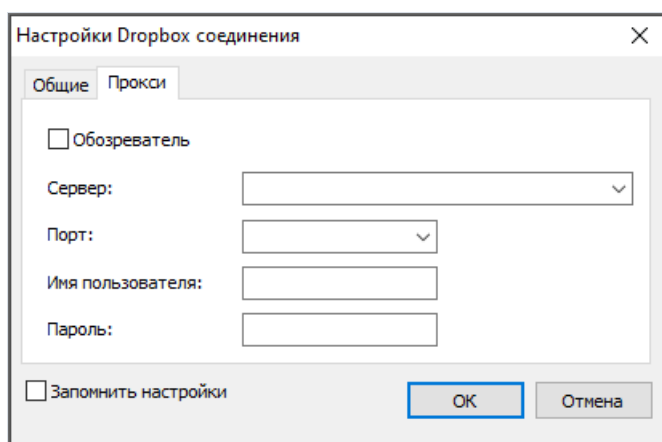 Настройки Dropbox соединения
Общие Прокси
Обозреватель
Сервер:
Порт:
Имя пользователя:
Пароль:
Запомнить настройки OK Отмена